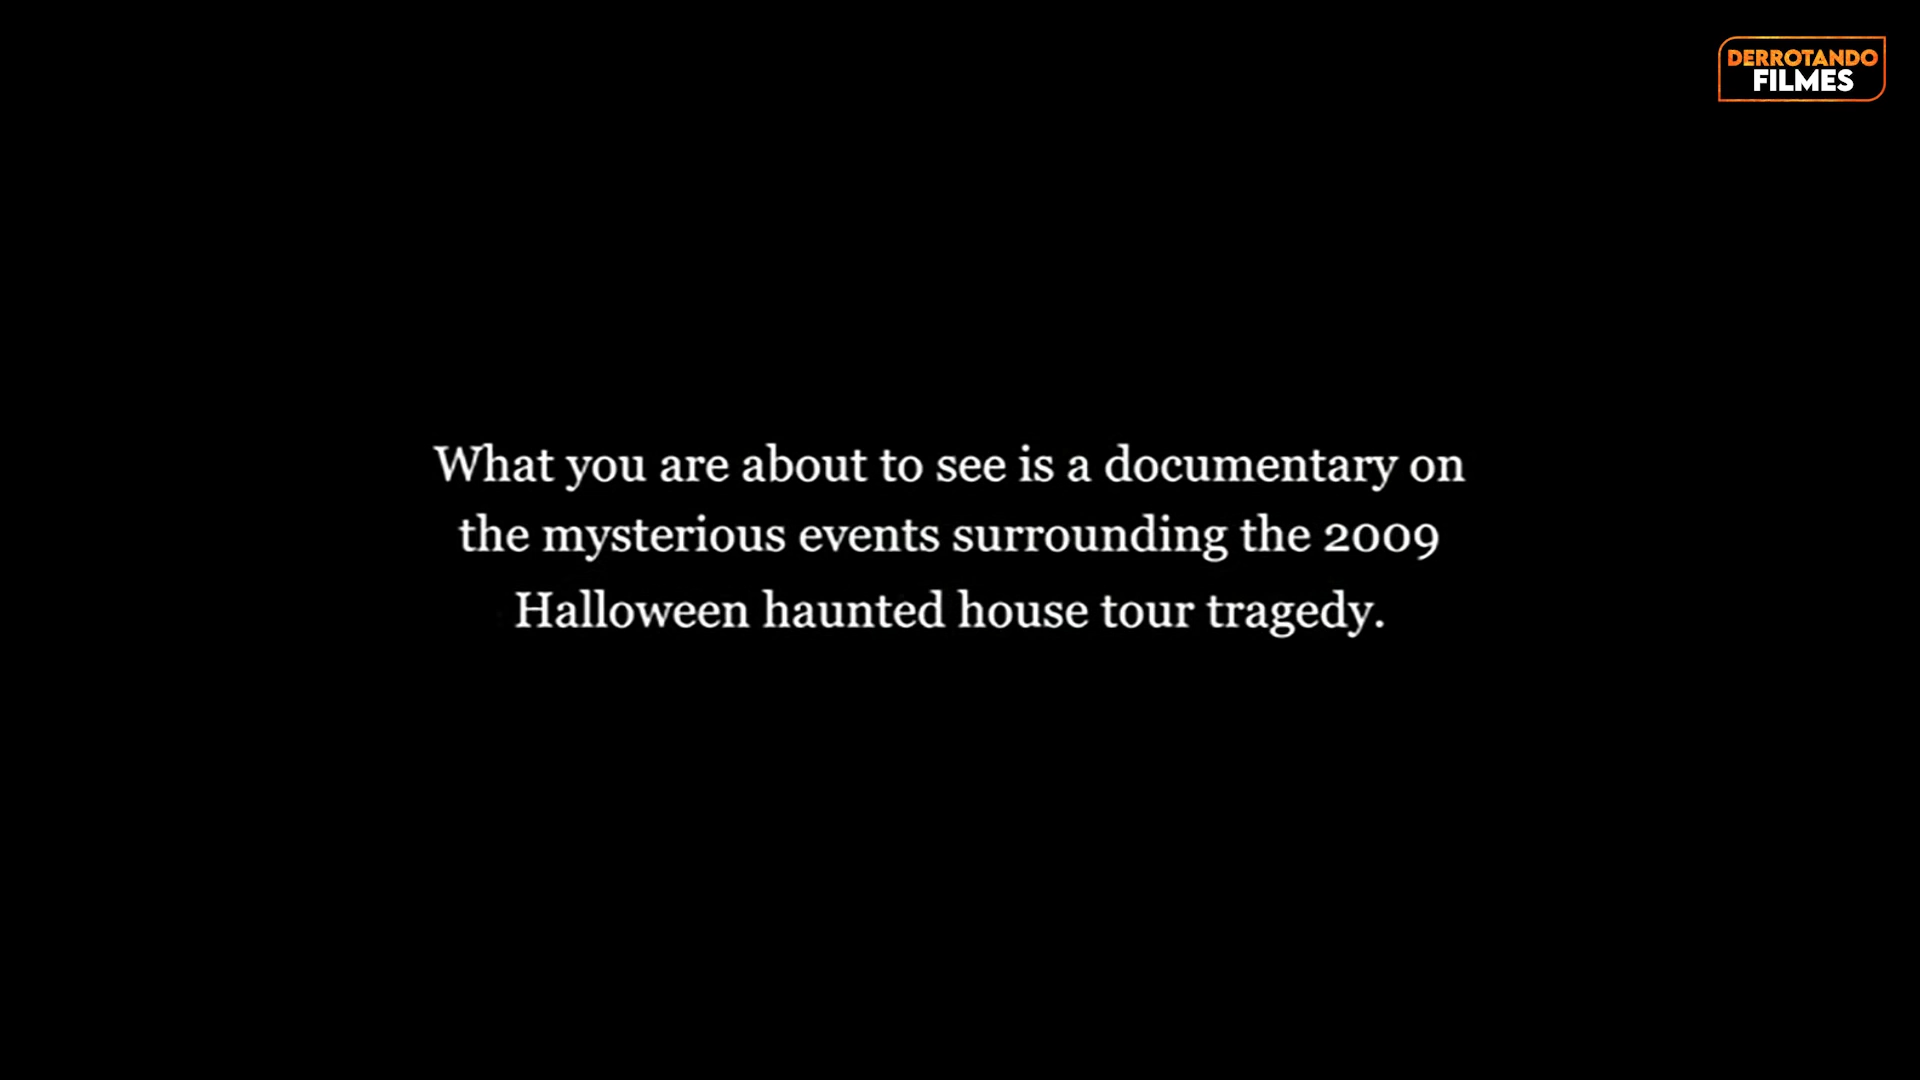 DERROTANDO
FILMES
What you are about to see is a documentary on
the mysterious events surrounding the 2009
Halloween haunted house tour tragedy.